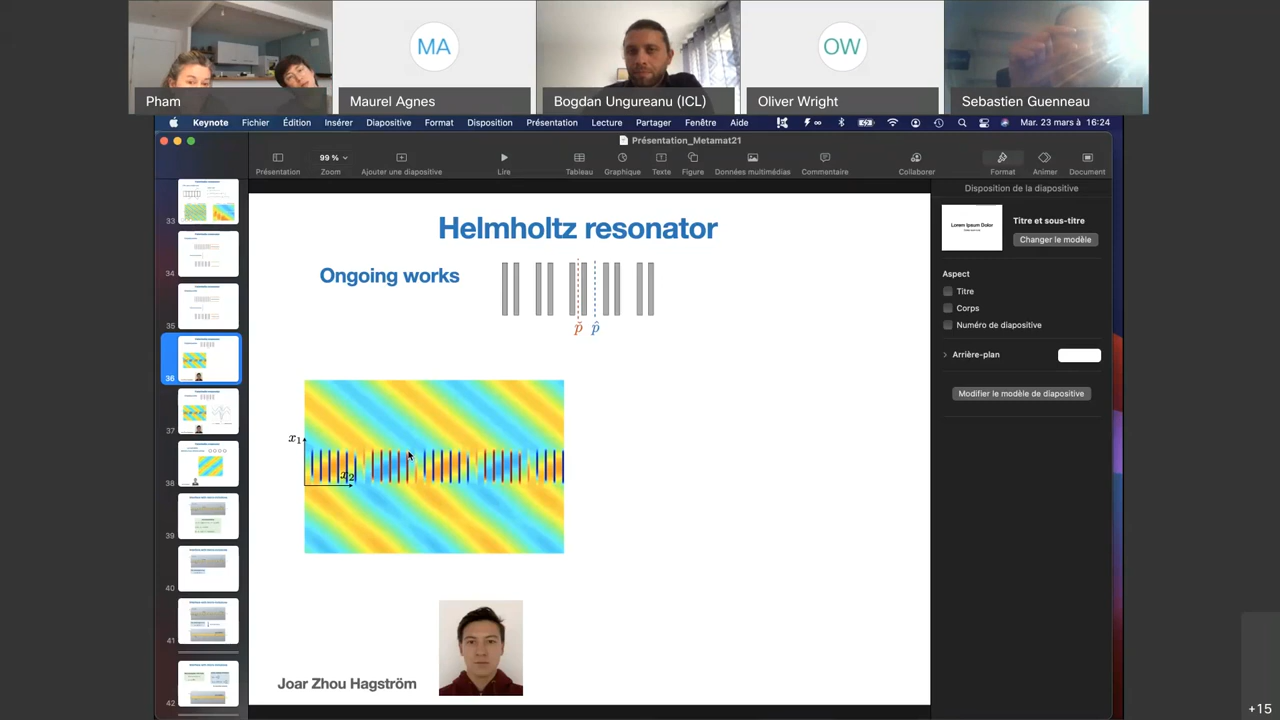 MA
OW
Pham
Maurel Agnes
Bogdan Ungureanu (ICL)
Oliver Wright
Sebastien Guenneau
Keynote Fichier Édition Insérer Diapositive Format Disposition Présentation Lecture Partager Fenêtre Aide Mar. 23 mars à 16:24
Présentation_Metamat21
99 %
Présentation Zoom Ajouter une diapositive Lire Tableau Graphique Texte Figure Données multimédias Commentaire Collaborer Format Animer Document
33
34
35
36
37
38
39
40
41
42
Helmholtz resonator
Ongoing works
p̌ p̂
x₁
x₂
Joar Zhou Hagström
Disposition de la diapositive
Lorem Ipsum Dolor
Titre et sous-titre
Changer le modèle
Aspect
Titre
Corps
Numéro de diapositive
Arrière-plan
Modifier le modèle de diapositive
+15